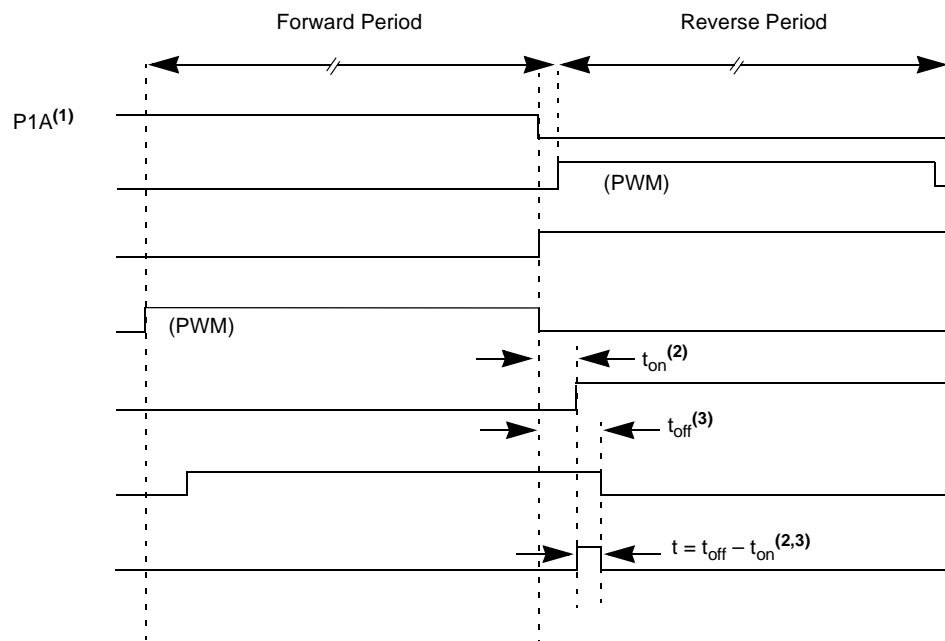 Forward Period
Reverse Period
P1A(1)
(PWM)
(PWM)
ton(2)
toff(3)
t = toff – ton(2,3)